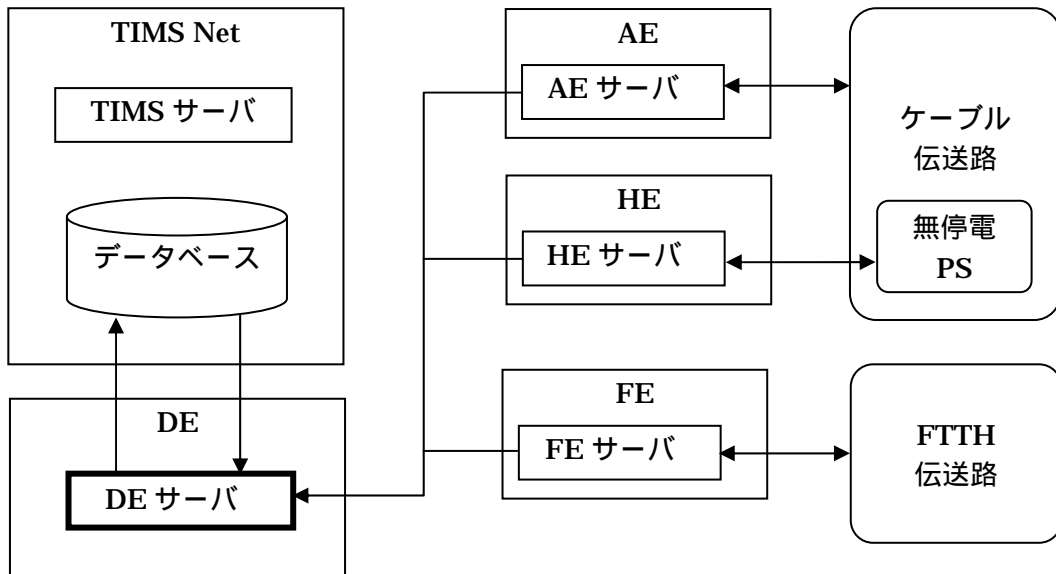 TIMS Net
TIMS サーバ
データベース
DE
DE サーバ
AE
AE サーバ
HE
HE サーバ
FE
FE サーバ
ケーブル
伝送路
無停電
PS
FTTH
伝送路